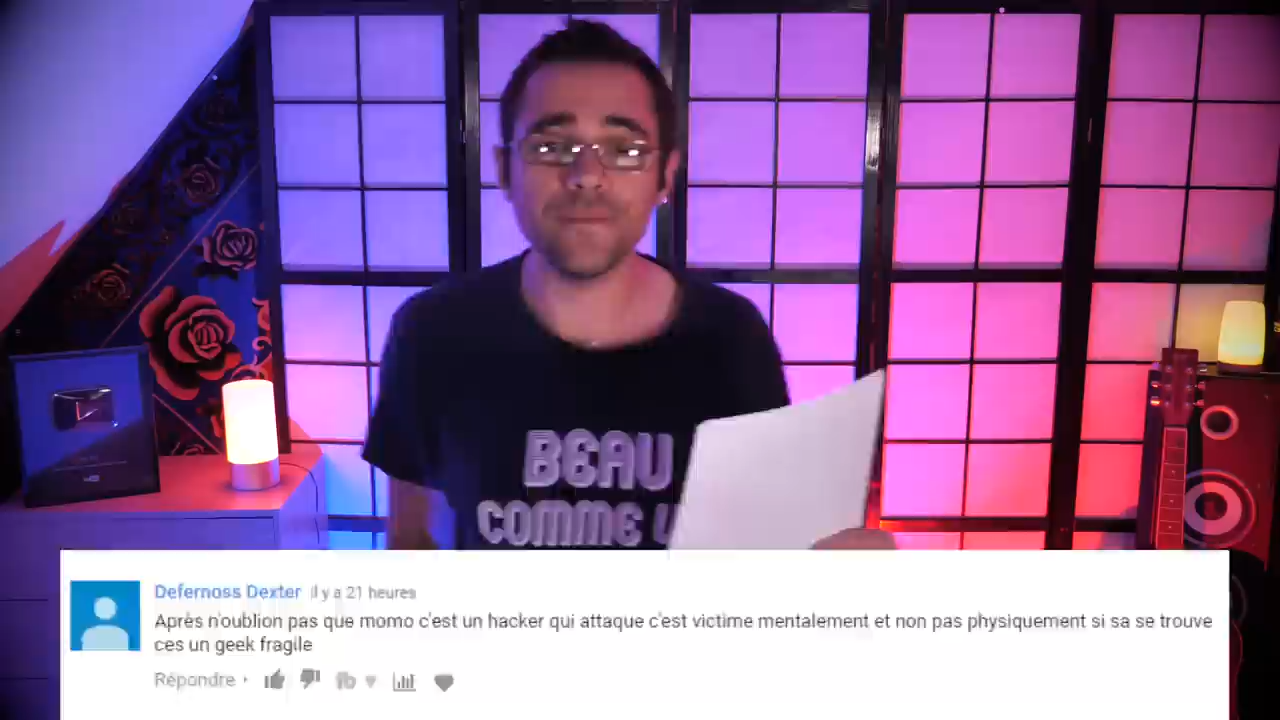 BEAU
COMME U
Defernoss Dexter il y a 21 heures
Après n'oublion pas que momo c'est un hacker qui attaque c'est victime mentalement et non pas physiquement si sa se trouve
ces un geek fragile
Répondre